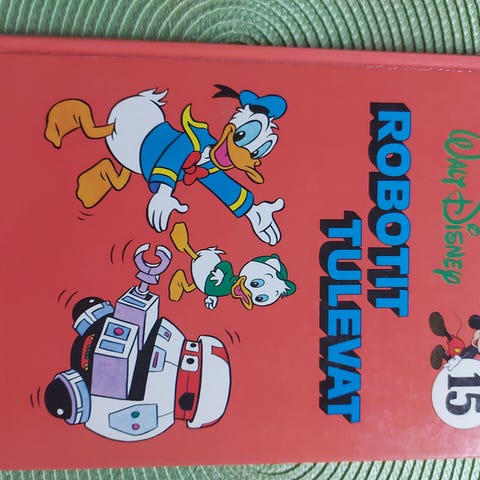 WALT DISNEY
15
ROBOTIT
TULEVAT